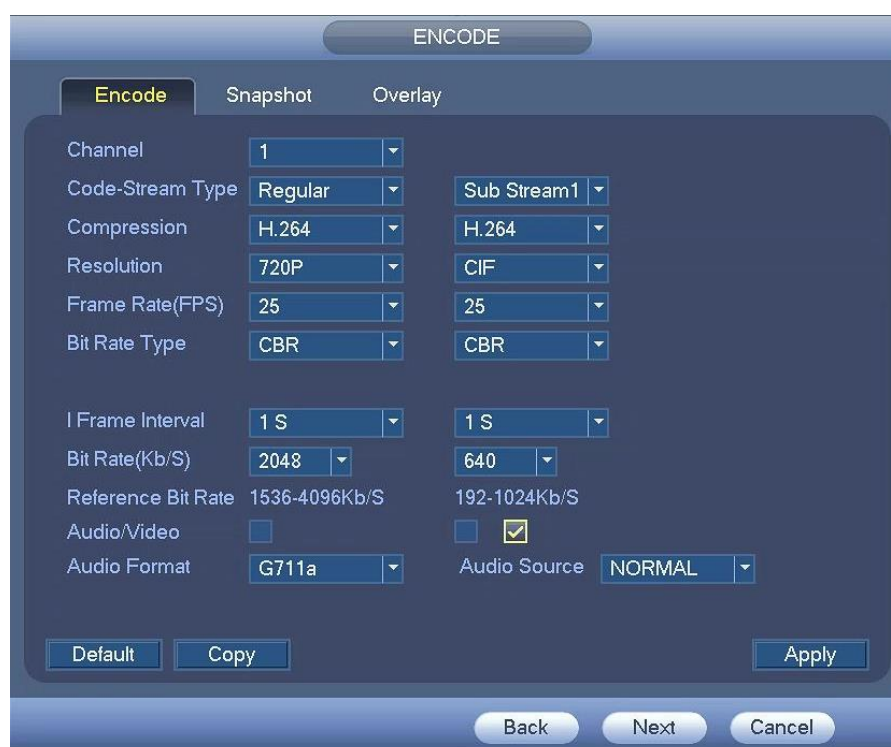 ENCODE
Encode Snapshot Overlay
Channel 1
Code-Stream Type Regular Sub Stream1
Compression H.264 H.264
Resolution 720P CIF
Frame Rate(FPS) 25 25
Bit Rate Type CBR CBR
I Frame Interval 1 S 1 S
Bit Rate(Kb/S) 2048 640
Reference Bit Rate 1536-4096Kb/S 192-1024Kb/S
Audio/Video
Audio Format G711a Audio Source NORMAL
Default Copy Apply
Back Next Cancel